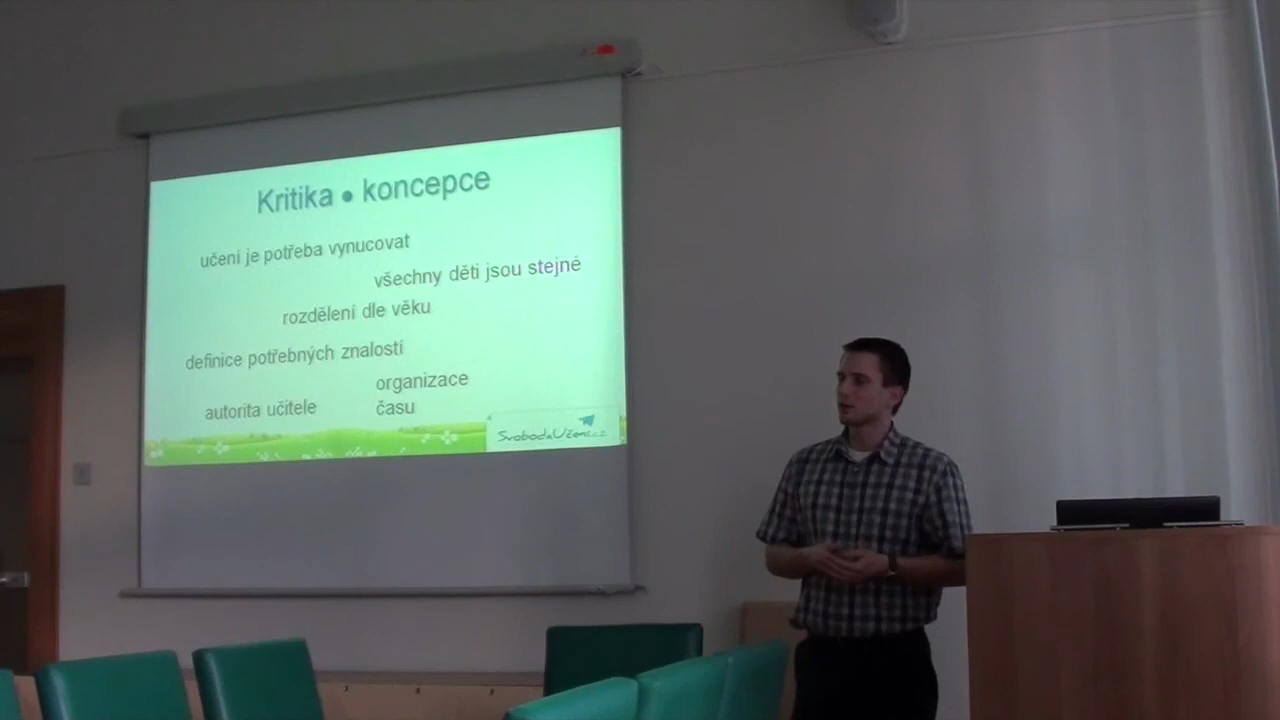 Kritika • koncepce
učení je potřeba vynucovat
všechny děti jsou stejné
rozdělení dle věku
definice potřebných znalostí
organizace
času
autorita učitele
SvobodaUčení.cz